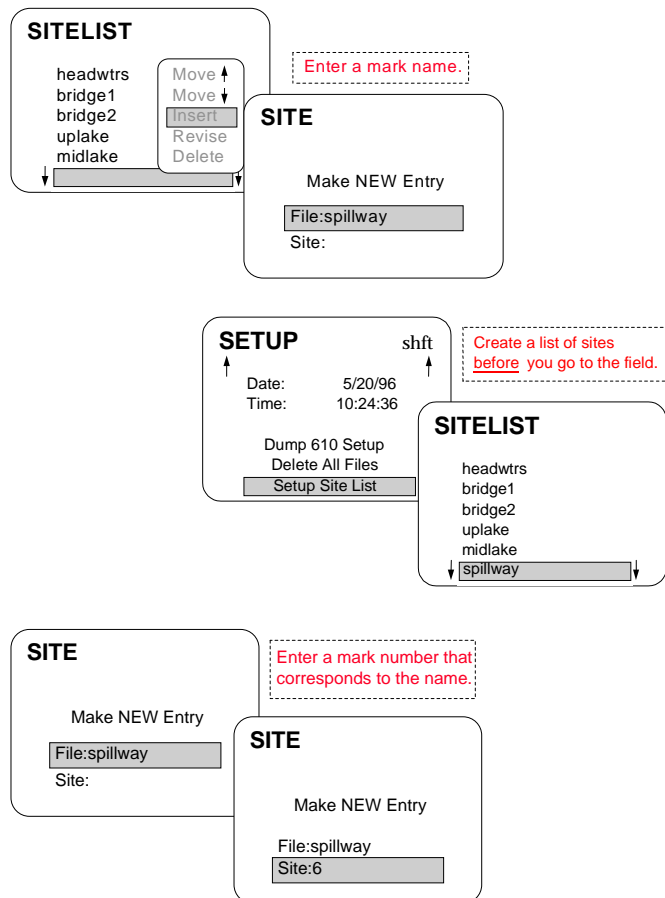 SITELIST
headwtrs
bridge1
bridge2
uplake
midlake
Move
Move
Insert
Revise
Delete
Enter a mark name.
SITE
Make NEW Entry
File:spillway
Site:
SETUP shft
Date: 5/20/96
Time: 10:24:36
Dump 610 Setup
Delete All Files
Setup Site List
Create a list of sites
before you go to the field.
SITELIST
headwtrs
bridge1
bridge2
uplake
midlake
spillway
SITE
Make NEW Entry
File:spillway
Site:
Enter a mark number that
corresponds to the name.
SITE
Make NEW Entry
File:spillway
Site:6